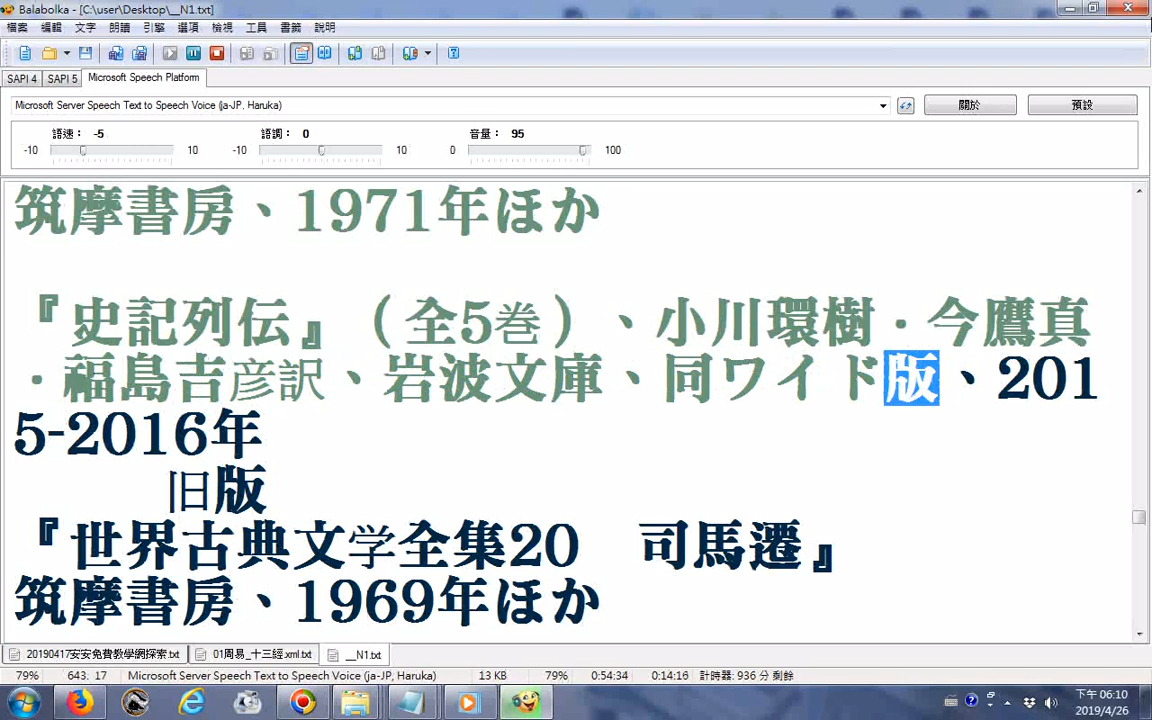 Balabolka - [C:\user\Desktop\__N1.txt]
檔案 編輯 文字 朗讀 引擎 選項 檢視 工具 書籤 說明
SAPI 4 SAPI 5 Microsoft Speech Platform
Microsoft Server Speech Text to Speech Voice (ja-JP, Haruka) 關於 預設
語速： -5 語調： 0 音量： 95
-10 10 -10 10 0 100
筑摩書房、1971年ほか
『史記列伝』（全5巻）、小川環樹・今鷹真
・福島吉彦訳、岩波文庫、同ワイド版、201
5-2016年
旧版
『世界古典文学全集20 司馬遷』
筑摩書房、1969年ほか
20190417安安免費教學網探索.txt 01周易_十三經.xml.txt __N1.txt
79% 643: 17 Microsoft Server Speech Text to Speech Voice (ja-JP, Haruka) 13 KB 79% 0:54:34 0:14:16 計時器: 936 分 剩餘
下午 06:10
2019/4/26